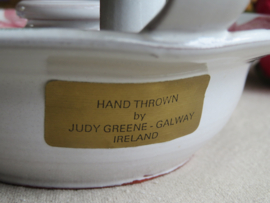 HAND THROWN
by
JUDY GREENE - GALWAY
IRELAND